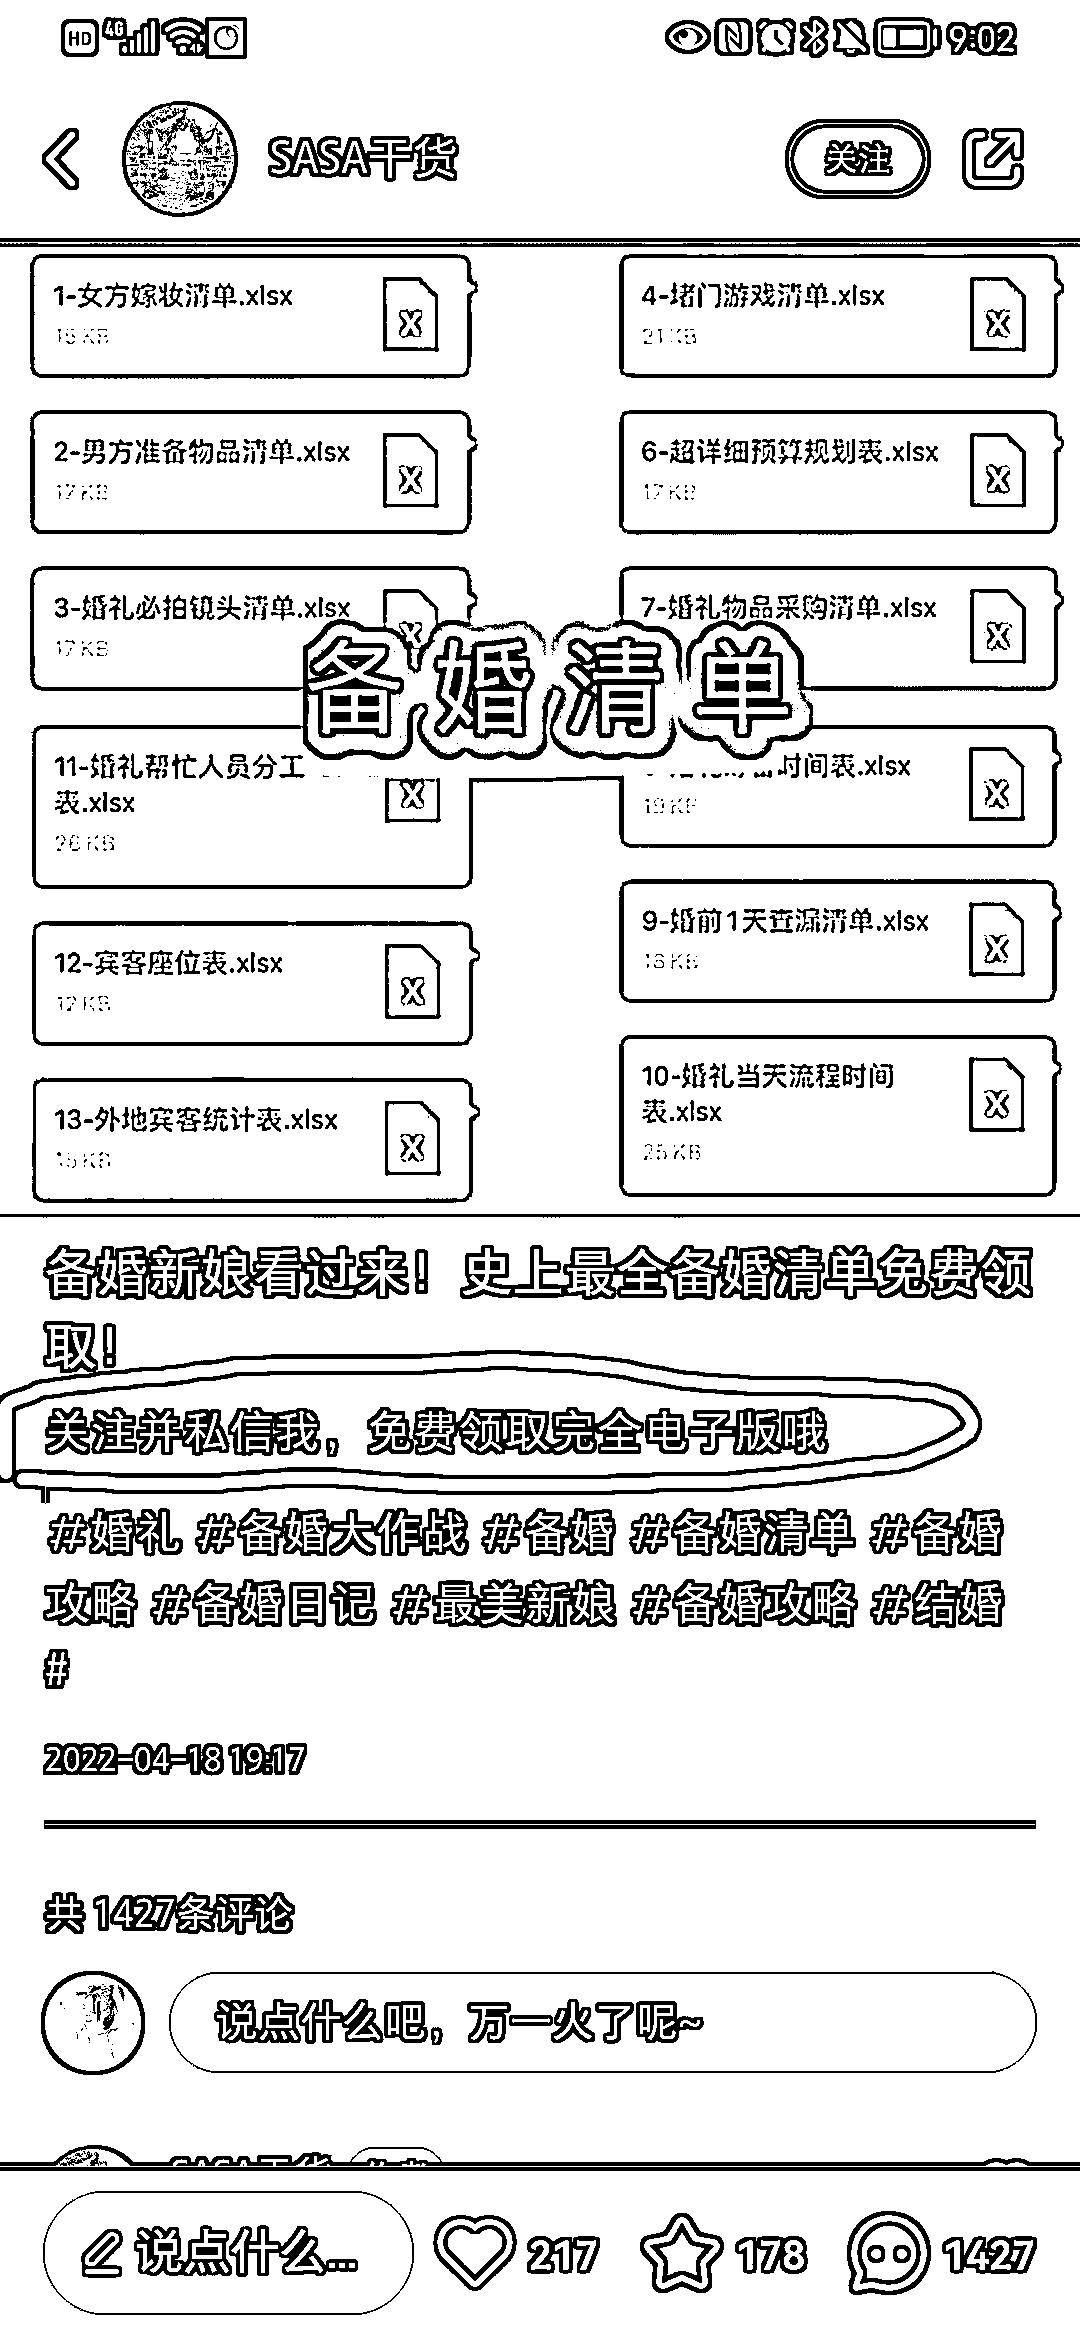 HD 4G 9:02
SASA干货 关注
1-女方嫁妆清单.xlsx
18 KB
2-男方准备物品清单.xlsx
17 KB
3-婚礼必拍镜头清单.xlsx
17 KB
4-堵门游戏清单.xlsx
21 KB
6-超详细预算规划表.xlsx
17 KB
7-婚礼物品采购清单.xlsx
备婚清单
11-婚礼帮忙人员分工
表.xlsx
26 KB
12-宾客座位表.xlsx
12 KB
13-外地宾客统计表.xlsx
15 KB
时间表.xlsx
19 KB
9-婚前1天查漏清单.xlsx
16 KB
10-婚礼当天流程时间
表.xlsx
25 KB
备婚新娘看过来！史上最全备婚清单免费领
取！
关注并私信我，免费领取完全电子版哦
#婚礼 #备婚大作战 #备婚 #备婚清单 #备婚
攻略 #备婚日记 #最美新娘 #备婚攻略 #结婚
#
2022-04-18 19:17
共 1427条评论
说点什么吧，万一火了呢~
SASA干货 作者
说点什么... 217 178 1427